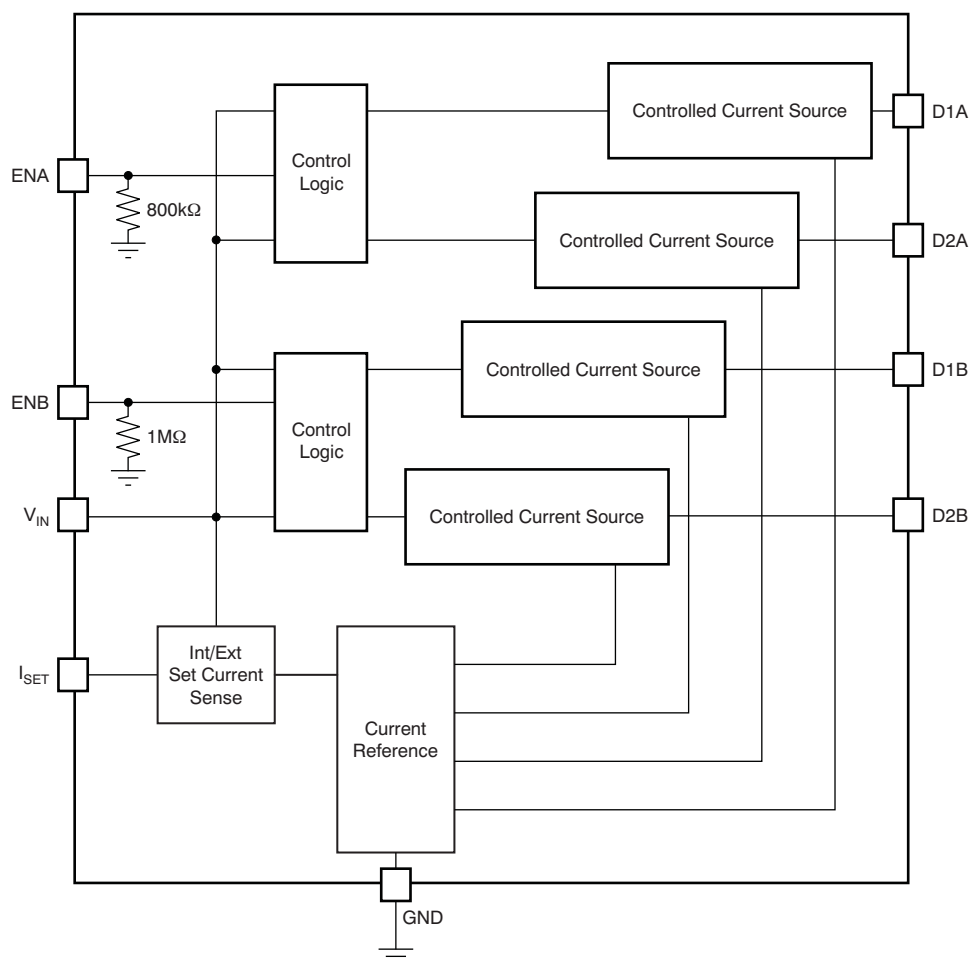 Controlled Current Source
D1A
Control
Logic
ENA
800kΩ
Controlled Current Source
D2A
Controlled Current Source
D1B
ENB
1MΩ
Control
Logic
VIN
Controlled Current Source
D2B
ISET
Int/Ext
Set Current
Sense
Current
Reference
GND